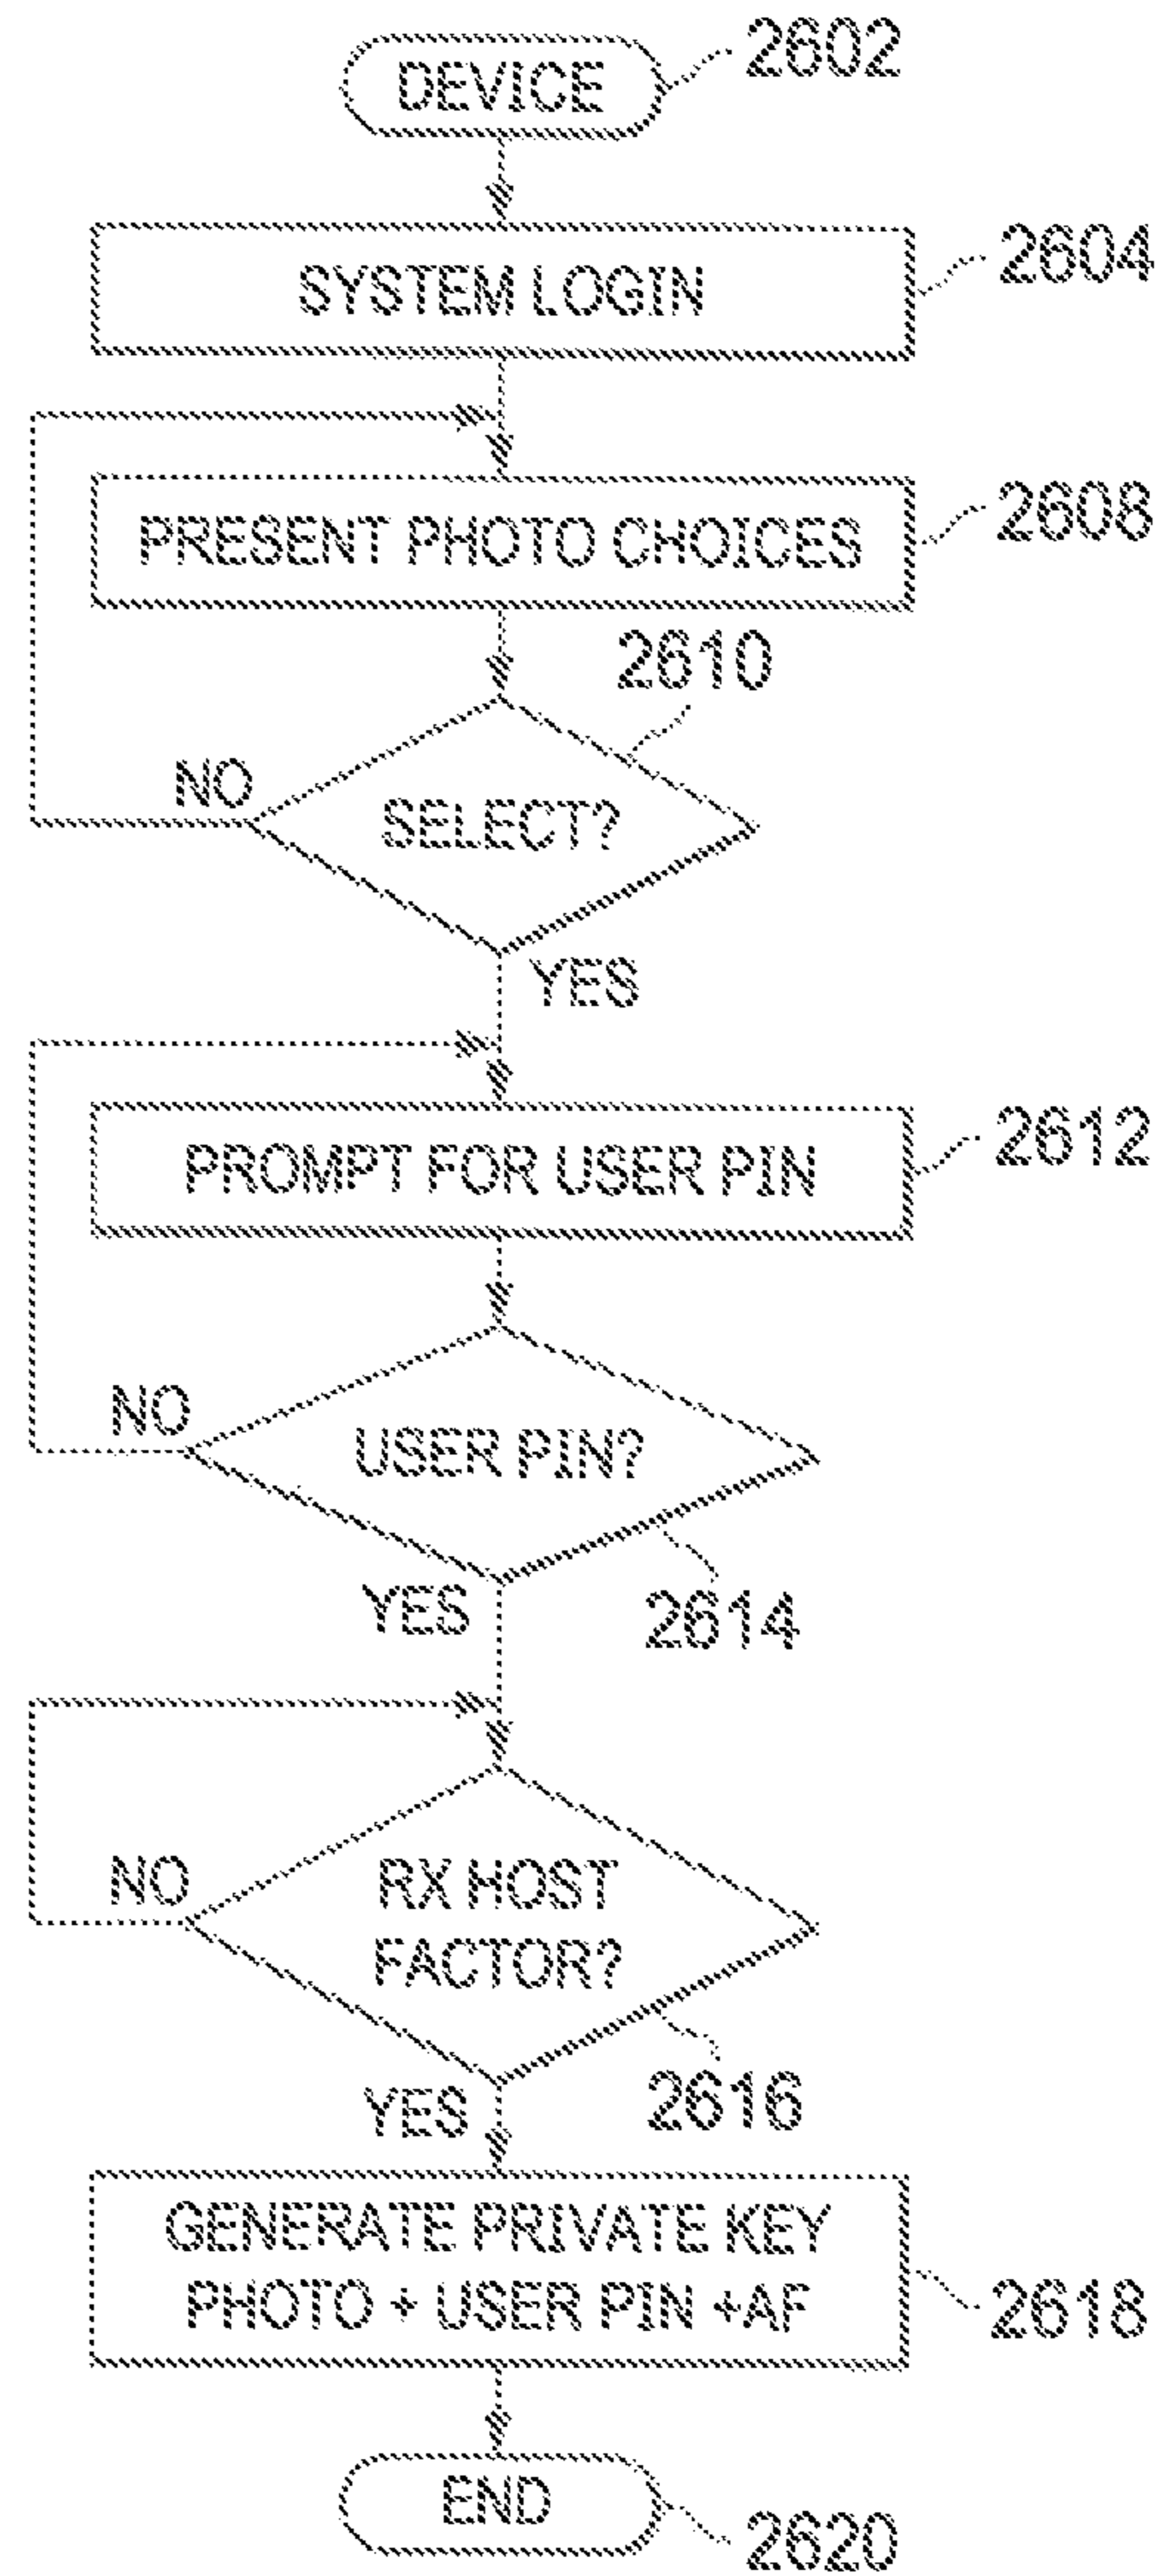 DEVICE
2602
SYSTEM LOGIN
2604
PRESENT PHOTO CHOICES
2608
2610
NO
SELECT?
YES
PROMPT FOR USER PIN
2612
NO
USER PIN?
YES
2614
NO
RX HOST
FACTOR?
YES
2616
GENERATE PRIVATE KEY
PHOTO + USER PIN +AF
2618
END
2620